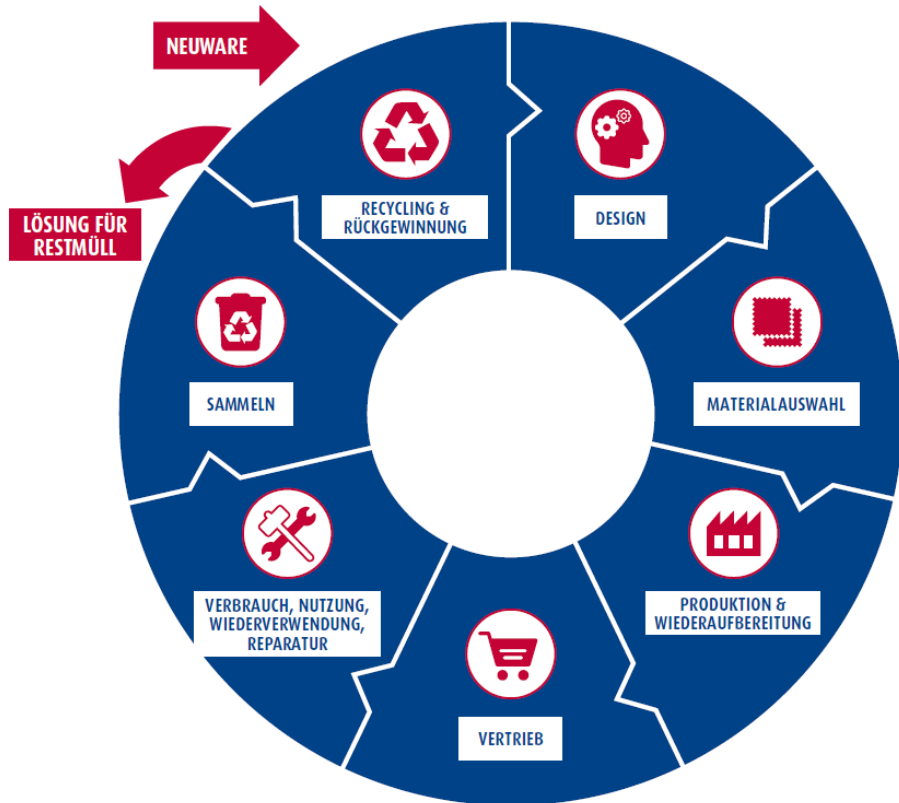 NEUWARE
LÖSUNG FÜR
RESTMÜLL
RECYCLING &
RÜCKGEWINNUNG
DESIGN
MATERIALAUSWAHL
PRODUKTION &
WIEDERAUFBEREITUNG
VERTRIEB
VERBRAUCH, NUTZUNG,
WIEDERVERWENDUNG,
REPARATUR
SAMMELN